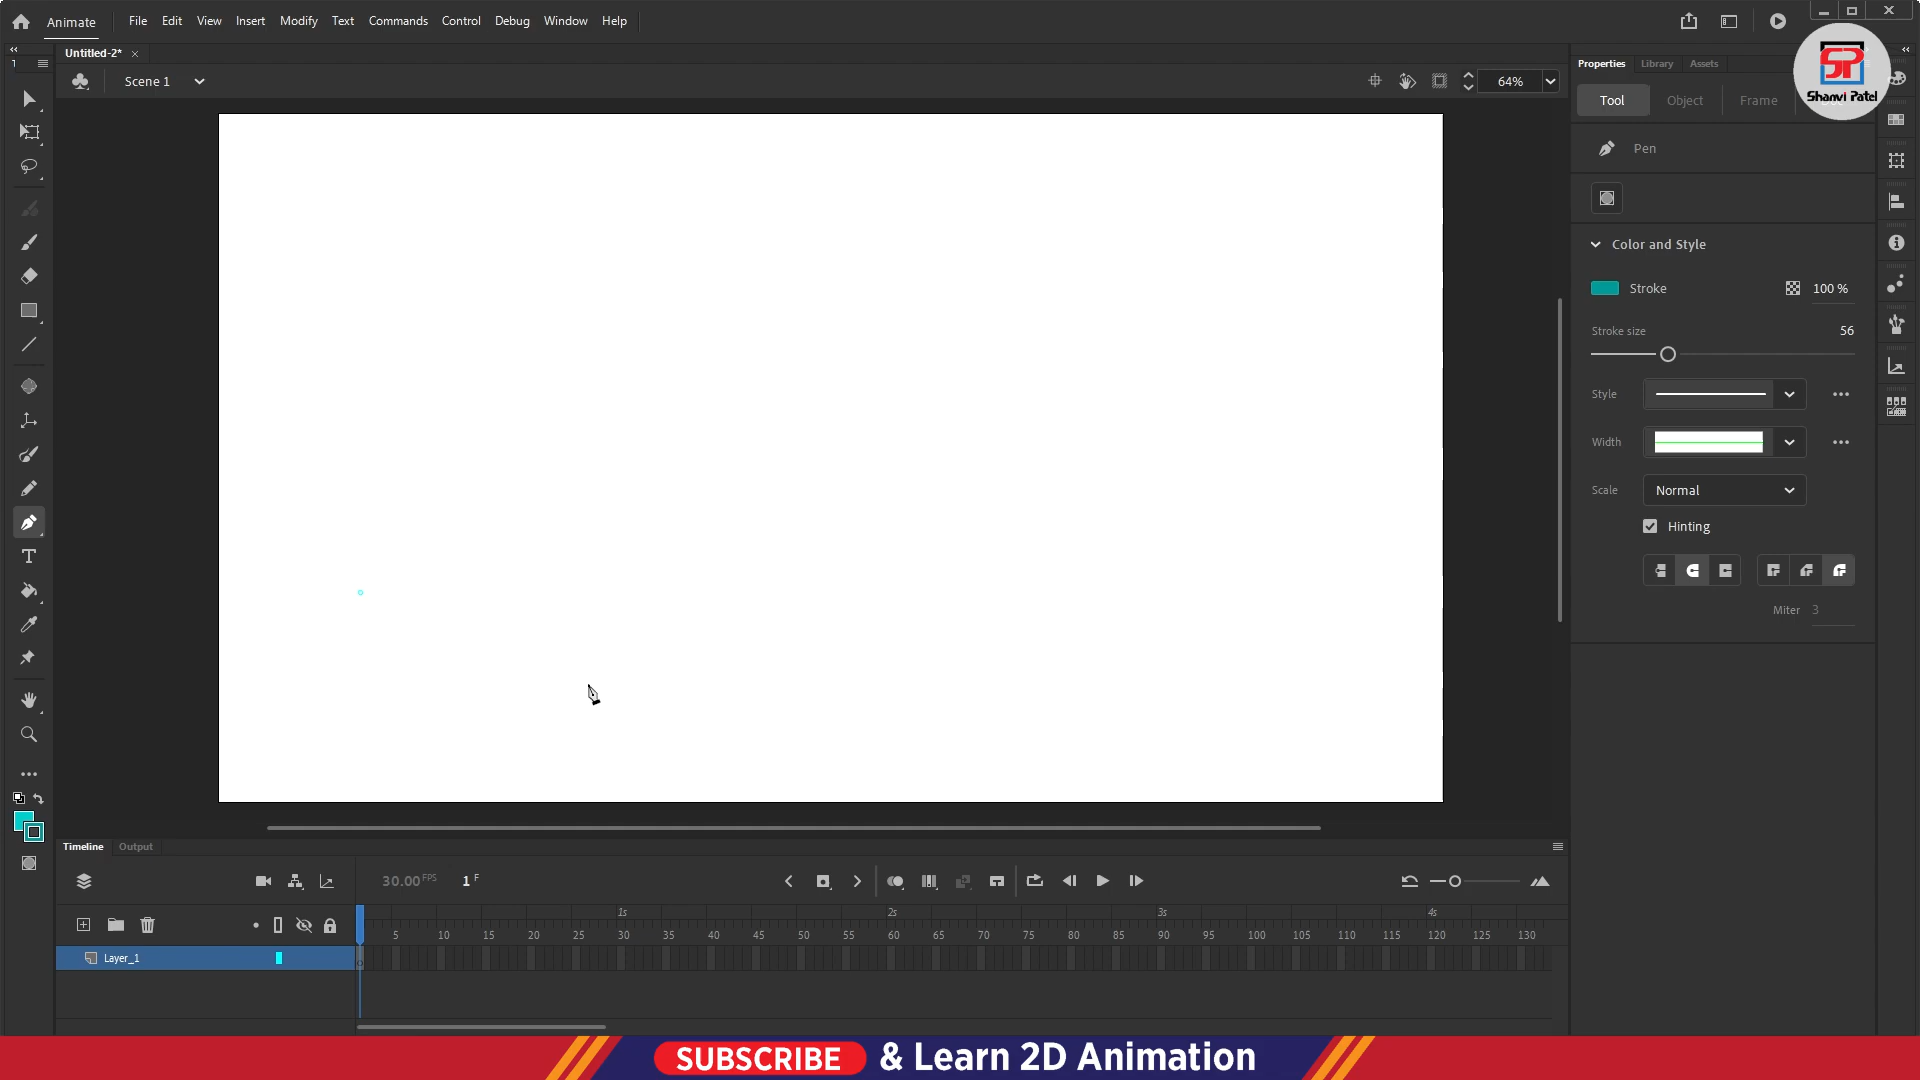 Animate File Edit View Insert Modify Text Commands Control Debug Window Help
Untitled-2*
Scene 1
64%
Properties Library Assets
SP
Shanvi Patel
Tool Object Frame
Pen
Color and Style
Stroke 100 %
Stroke size 56
Style
Width
Scale Normal
Hinting
Miter 3
T
Timeline Output
30.00 FPS 1 F
1s 2s 3s 4s
5 10 15 20 25 30 35 40 45 50 55 60 65 70 75 80 85 90 95 100 105 110 115 120 125 130
Layer_1
SUBSCRIBE & Learn 2D Animation